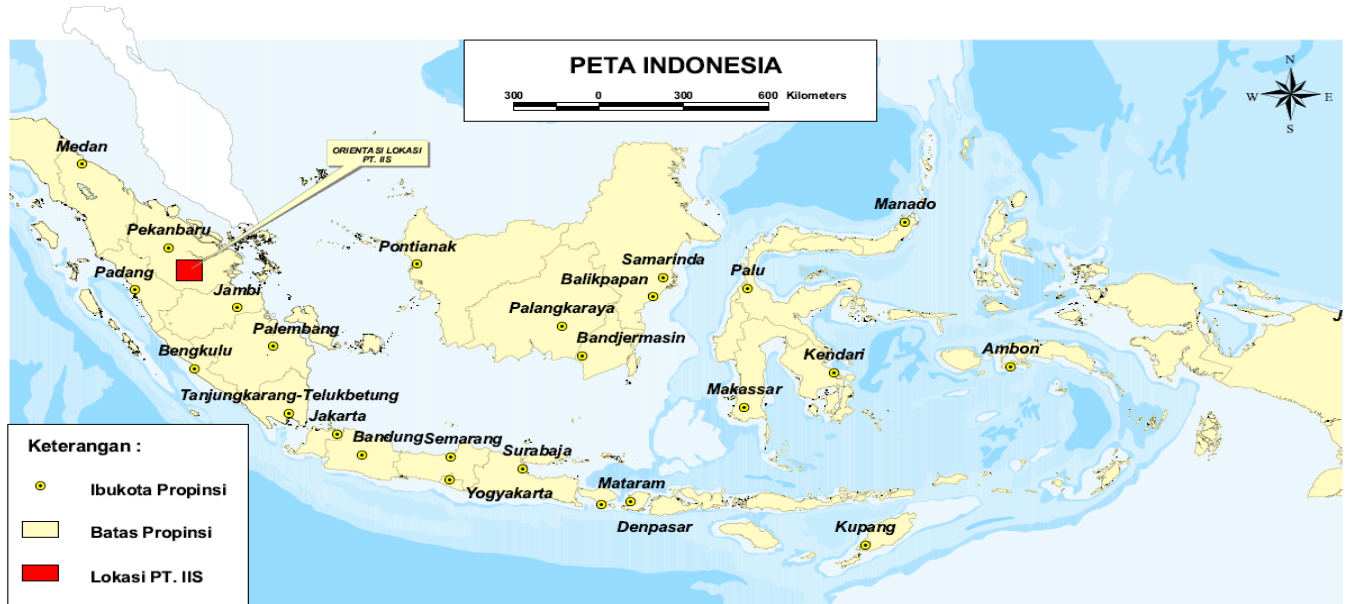 PETA INDONESIA
300 0 300 600 Kilometers
N
W E
S
ORIENTASI LOKASI
PT. IIS
Medan
Pekanbaru
Padang
Jambi
Palembang
Bengkulu
Tanjungkarang-Telukbetung
Jakarta
Bandung
Semarang
Surabaja
Yogyakarta
Mataram
Denpasar
Kupang
Pontianak
Samarinda
Balikpapan
Palangkaraya
Bandjermasin
Manado
Palu
Kendari
Makassar
Ambon
J
Keterangan :
Ibukota Propinsi
Batas Propinsi
Lokasi PT. IIS